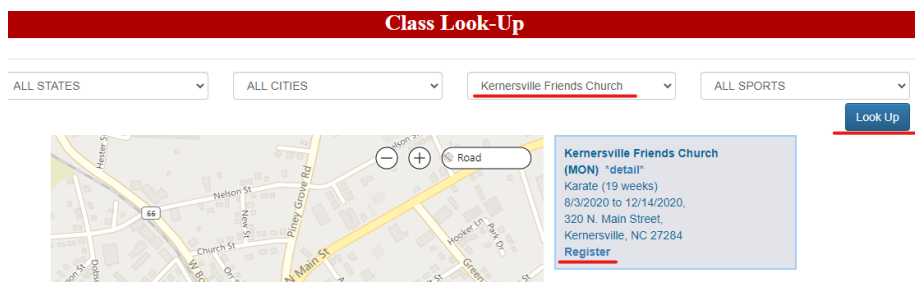 Class Look-Up
ALL STATES
ALL CITIES
Kernersville Friends Church
ALL SPORTS
Look Up
Road
Kernersville Friends Church
(MON) *detail*
Karate (19 weeks)
8/3/2020 to 12/14/2020,
320 N. Main Street,
Kernersville, NC 27284
Register
Hester St
Nelson St
66
New St
Piney Grove Rd
Church St
N Main St
Hooker Ln
Park Dr